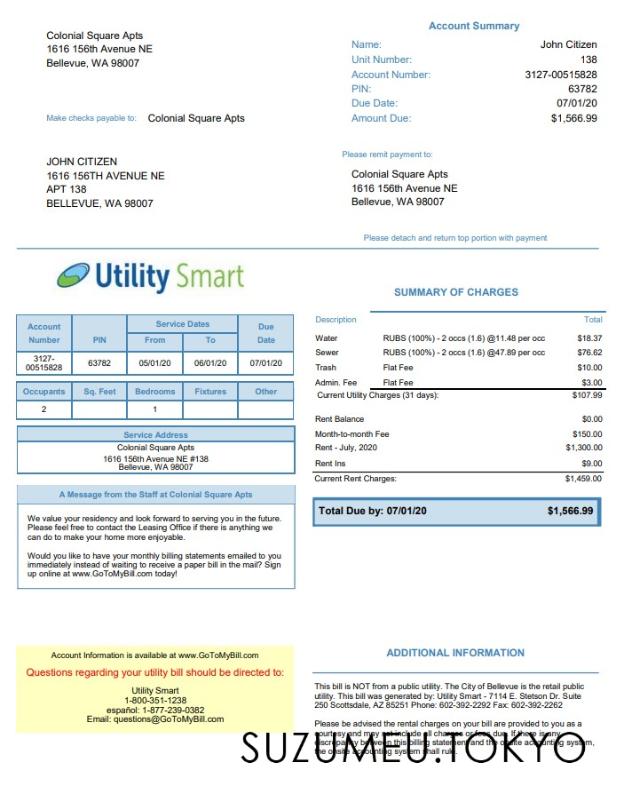 Colonial Square Apts
1616 156th Avenue NE
Bellevue, WA 98007
Make checks payable to: Colonial Square Apts
JOHN CITIZEN
1616 156TH AVENUE NE
APT 138
BELLEVUE, WA 98007
Account Summary
Name: John Citizen
Unit Number: 138
Account Number: 3127-00515828
PIN: 63782
Due Date: 07/01/20
Amount Due: $1,566.99
Please remit payment to:
Colonial Square Apts
1616 156th Avenue NE
Bellevue, WA 98007
Please detach and return top portion with payment
Utility Smart
Account Number PIN Service Dates From To Due Date
3127-00515828 63782 05/01/20 06/01/20 07/01/20
Occupants Sq. Feet Bedrooms Fixtures Other
2 1
Service Address
Colonial Square Apts
1616 156th Avenue NE #138
Bellevue, WA 98007
A Message from the Staff at Colonial Square Apts
We value your residency and look forward to serving you in the future.
Please feel free to contact the Leasing Office if there is anything we
can do to make your home more enjoyable.
Would you like to have your monthly billing statements emailed to you
immediately instead of waiting to receive a paper bill in the mail? Sign
up online at www.GoToMyBill.com today!
SUMMARY OF CHARGES
Description Total
Water RUBS (100%) - 2 occs (1.6) @11.48 per occ $18.37
Sewer RUBS (100%) - 2 occs (1.6) @47.89 per occ $76.62
Trash Flat Fee $10.00
Admin. Fee Flat Fee $3.00
Current Utility Charges (31 days): $107.99
Rent Balance $0.00
Month-to-month Fee $150.00
Rent - July, 2020 $1,300.00
Rent Ins $9.00
Current Rent Charges: $1,459.00
Total Due by: 07/01/20 $1,566.99
Account Information is available at www.GoToMyBill.com
Questions regarding your utility bill should be directed to:
Utility Smart
1-800-351-1238
español: 1-877-239-0382
Email: questions@GoToMyBill.com
ADDITIONAL INFORMATION
This bill is NOT from a public utility. The City of Bellevue is the retail public
utility. This bill was generated by: Utility Smart - 7114 E. Stetson Dr. Suite
250 Scottsdale, AZ 85251 Phone: 602-392-2292 Fax: 602-392-2262
Please be advised the rental charges on your bill are provided to you as a
courtesy and may not include all charges or fees due. If there is any
discrepancy between this billing statement and the onsite accounting system,
the onsite accounting system shall rule.
SUZUMEU.TOKYO